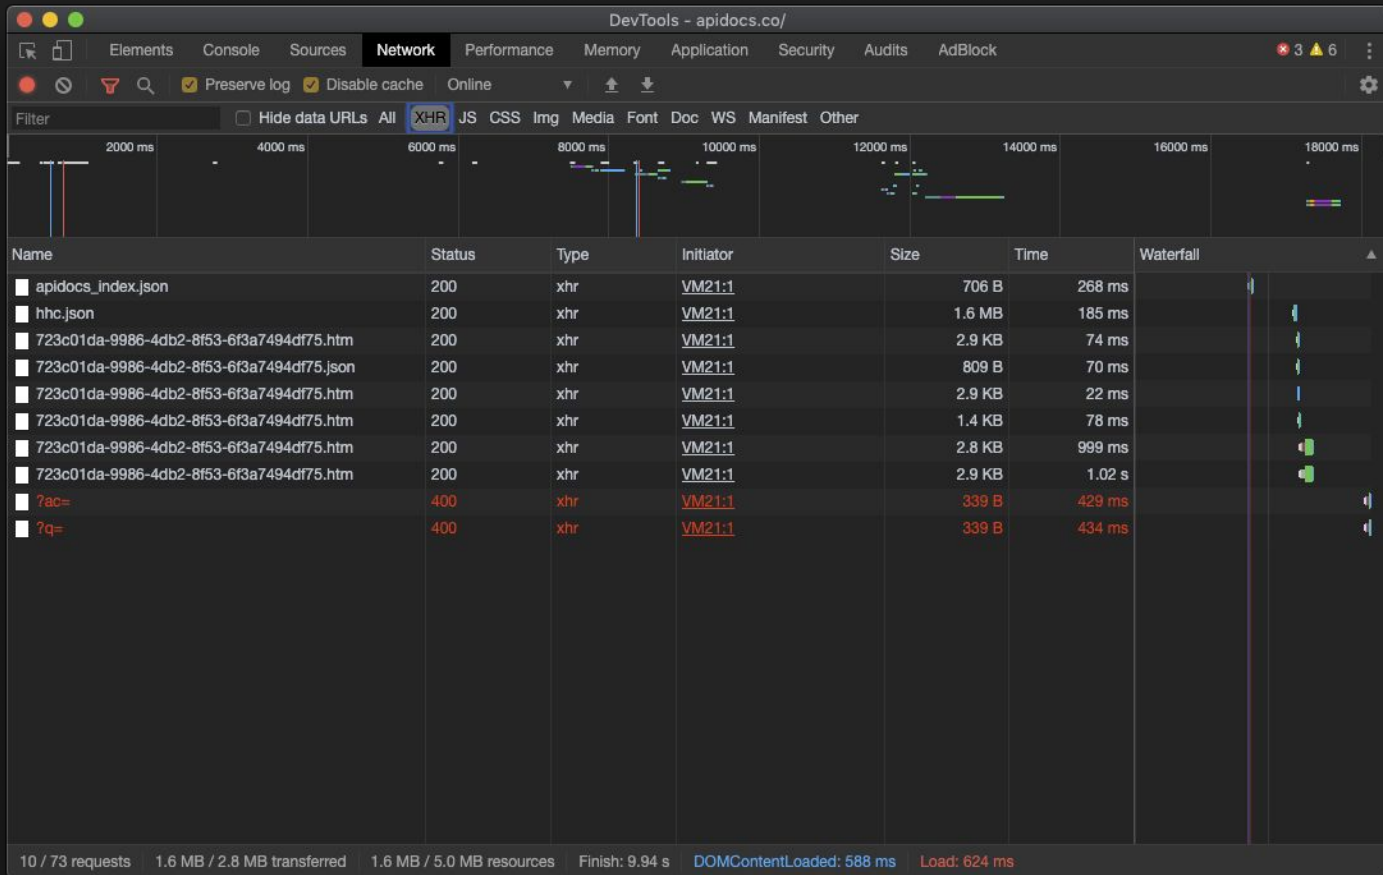 DevTools - apidocs.co/
Elements Console Sources Network Performance Memory Application Security Audits AdBlock 3 6
Preserve log Disable cache Online
Filter Hide data URLs All XHR JS CSS Img Media Font Doc WS Manifest Other
2000 ms 4000 ms 6000 ms 8000 ms 10000 ms 12000 ms 14000 ms 16000 ms 18000 ms
Name Status Type Initiator Size Time Waterfall
apidocs_index.json 200 xhr VM21:1 706 B 268 ms
hhc.json 200 xhr VM21:1 1.6 MB 185 ms
723c01da-9986-4db2-8f53-6f3a7494df75.htm 200 xhr VM21:1 2.9 KB 74 ms
723c01da-9986-4db2-8f53-6f3a7494df75.json 200 xhr VM21:1 809 B 70 ms
723c01da-9986-4db2-8f53-6f3a7494df75.htm 200 xhr VM21:1 2.9 KB 22 ms
723c01da-9986-4db2-8f53-6f3a7494df75.htm 200 xhr VM21:1 1.4 KB 78 ms
723c01da-9986-4db2-8f53-6f3a7494df75.htm 200 xhr VM21:1 2.8 KB 999 ms
723c01da-9986-4db2-8f53-6f3a7494df75.htm 200 xhr VM21:1 2.9 KB 1.02 s
?ac= 400 xhr VM21:1 339 B 429 ms
?q= 400 xhr VM21:1 339 B 434 ms
10 / 73 requests 1.6 MB / 2.8 MB transferred 1.6 MB / 5.0 MB resources Finish: 9.94 s DOMContentLoaded: 588 ms Load: 624 ms